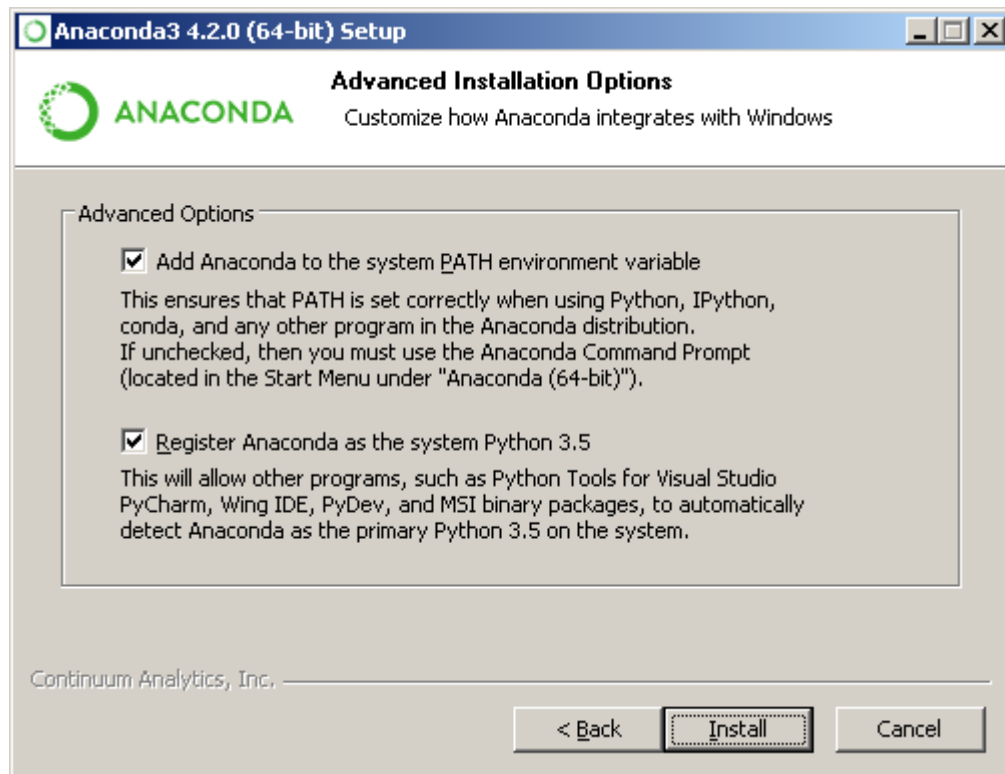 Anaconda3 4.2.0 (64-bit) Setup
Advanced Installation Options
ANACONDA
Customize how Anaconda integrates with Windows
Advanced Options
Add Anaconda to the system PATH environment variable
This ensures that PATH is set correctly when using Python, IPython,
conda, and any other program in the Anaconda distribution.
If unchecked, then you must use the Anaconda Command Prompt
(located in the Start Menu under "Anaconda (64-bit)").
Register Anaconda as the system Python 3.5
This will allow other programs, such as Python Tools for Visual Studio
PyCharm, Wing IDE, PyDev, and MSI binary packages, to automatically
detect Anaconda as the primary Python 3.5 on the system.
Continuum Analytics, Inc.
< Back Install Cancel